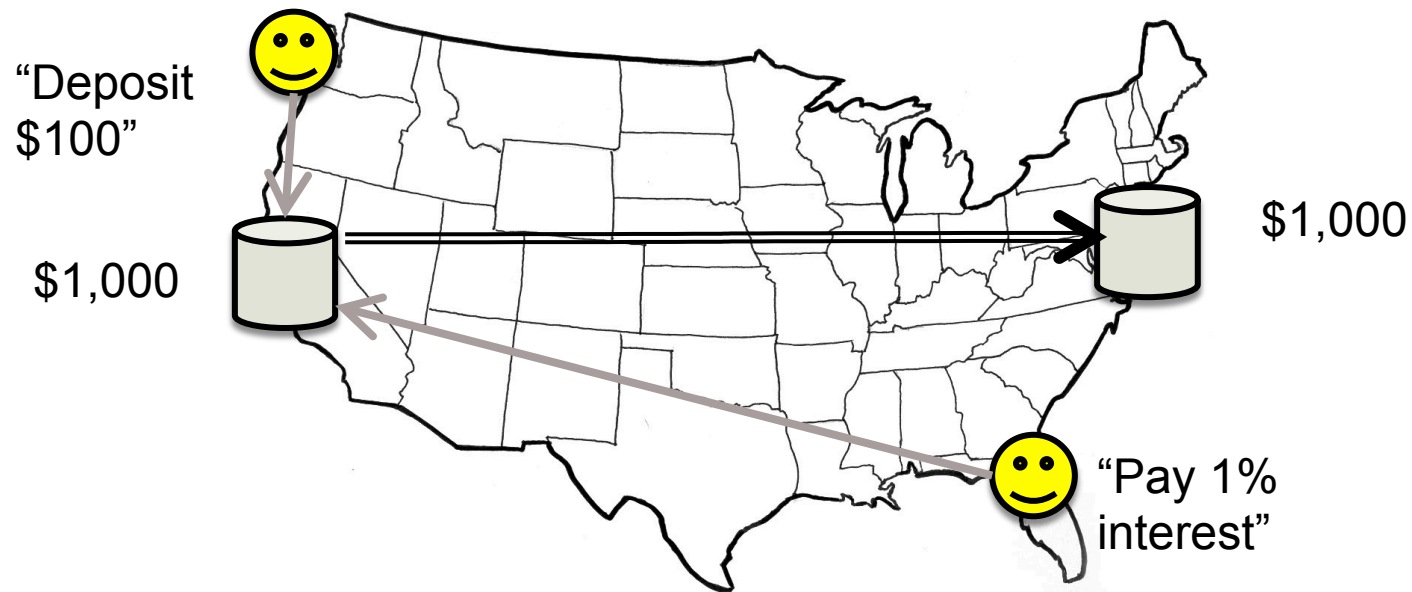 “Deposit
$100”
$1,000
$1,000
“Pay 1%
interest”